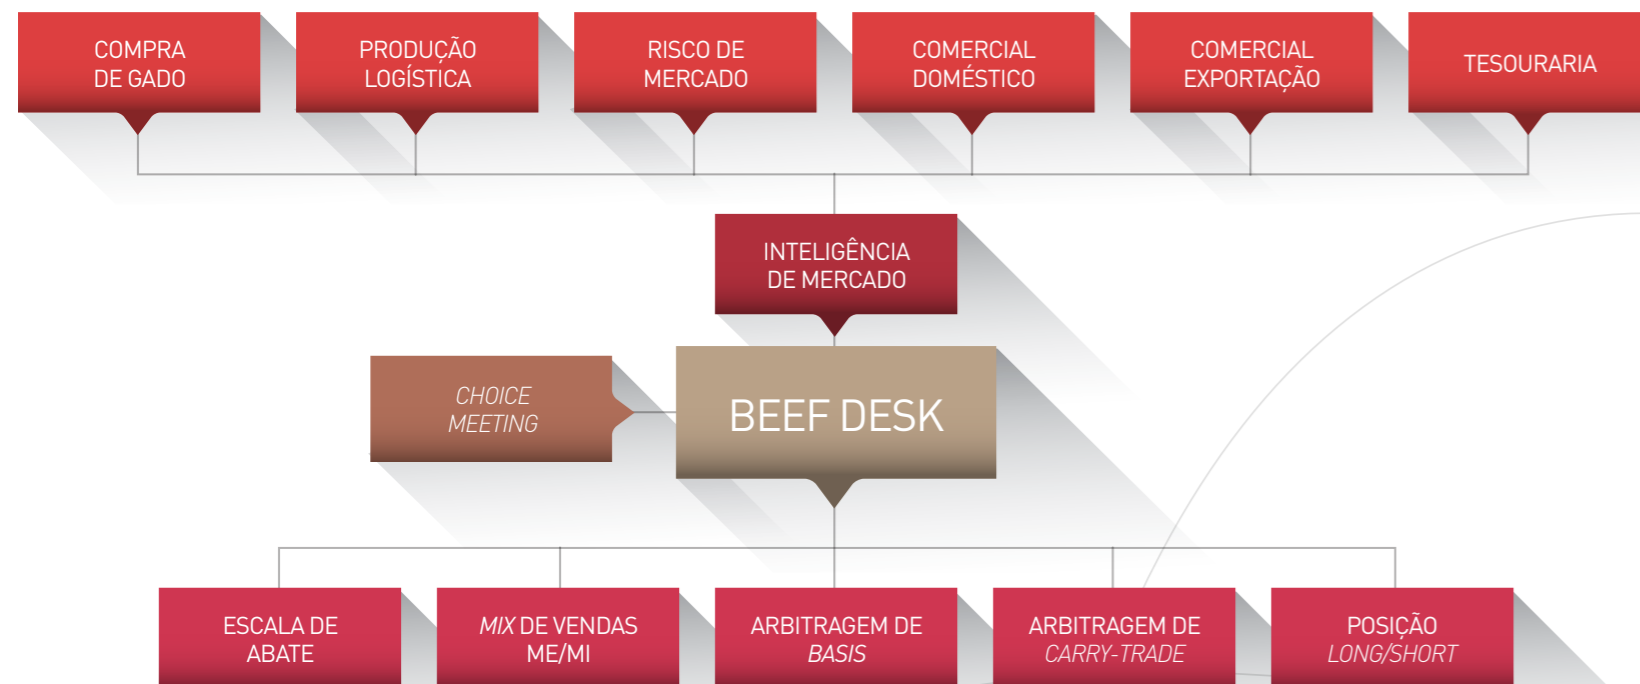 COMPRA
DE GADO
PRODUÇÃO
LOGÍSTICA
RISCO DE
MERCADO
COMERCIAL
DOMÉSTICO
COMERCIAL
EXPORTAÇÃO
TESOURARIA
INTELIGÊNCIA
DE MERCADO
CHOICE
MEETING
BEEF DESK
ESCALA DE
ABATE
MIX DE VENDAS
ME/MI
ARBITRAGEM DE
BASIS
ARBITRAGEM DE
CARRY-TRADE
POSIÇÃO
LONG/SHORT